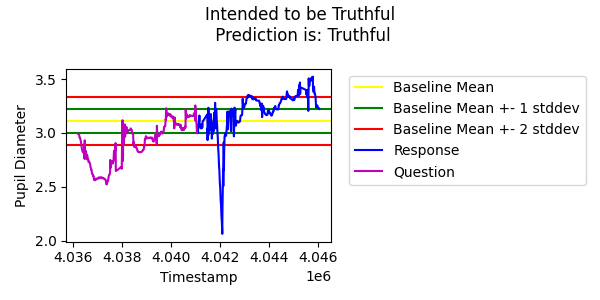 Intended to be Truthful
Prediction is: Truthful
Pupil Diameter
3.5
3.0
2.5
2.0
4.036 4.038 4.040 4.042 4.044 4.046
1e6
Timestamp
Baseline Mean
Baseline Mean +- 1 stddev
Baseline Mean +- 2 stddev
Response
Question